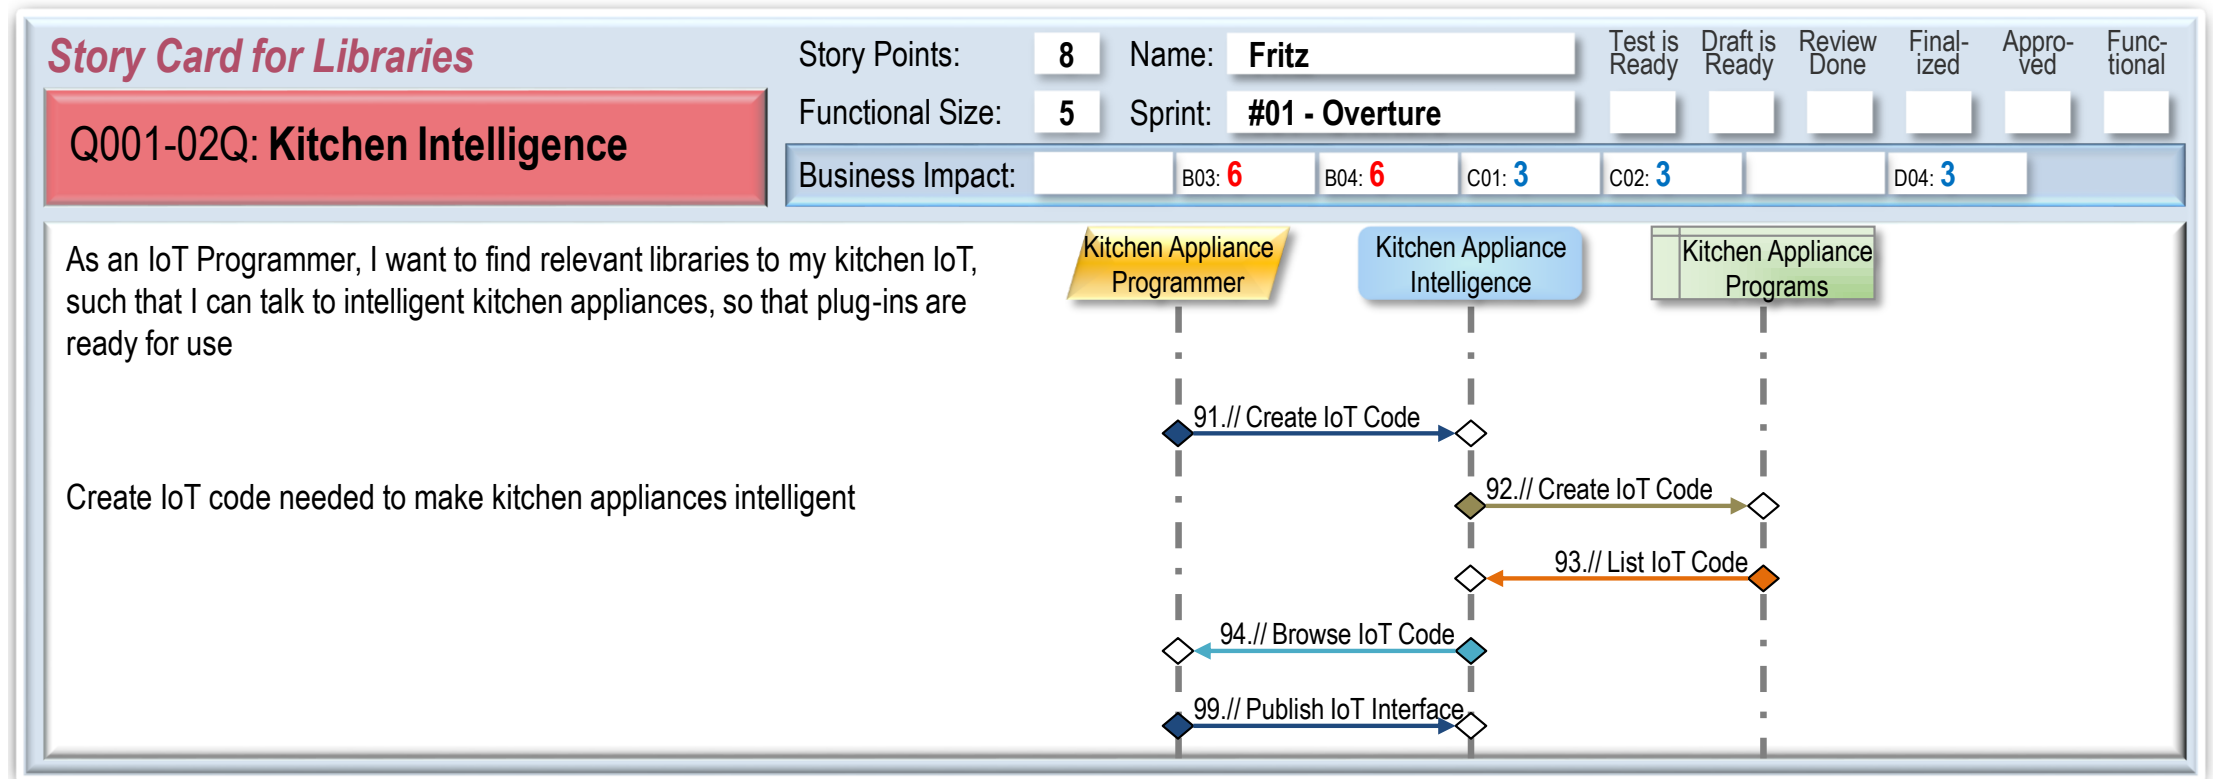 Story Card for Libraries
Q001-02Q: Kitchen Intelligence
Story Points: 8 Name: Fritz
Functional Size: 5 Sprint: #01 - Overture
Test is
Ready
Draft is
Ready
Review
Done
Final-
ized
Appro-
ved
Func-
tional
Business Impact: B03: 6 B04: 6 C01: 3 C02: 3 D04: 3
As an IoT Programmer, I want to find relevant libraries to my kitchen IoT,
such that I can talk to intelligent kitchen appliances, so that plug-ins are
ready for use
Create IoT code needed to make kitchen appliances intelligent
Kitchen Appliance
Programmer
Kitchen Appliance
Intelligence
Kitchen Appliance
Programs
91.// Create IoT Code
92.// Create IoT Code
93.// List IoT Code
94.// Browse IoT Code
99.// Publish IoT Interface